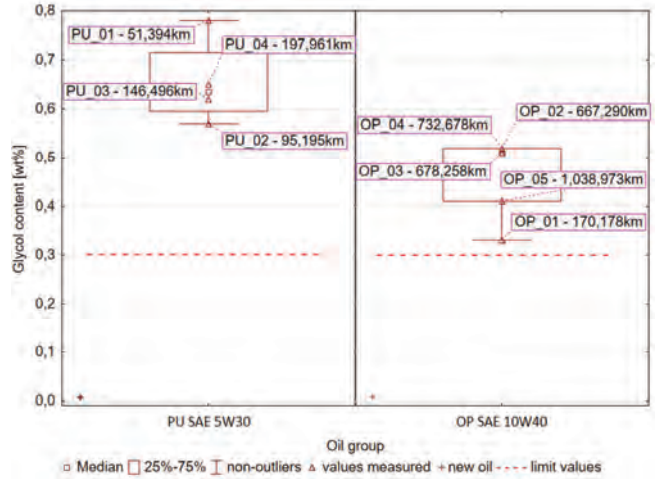 0,8
0,7
0,6
0,5
0,4
0,3
0,2
0,1
0,0
Glycol content [wt%]
PU_01 - 51,394km
PU_04 - 197,961km
PU_03 - 146,496km
PU_02 - 95,195km
OP_02 - 667,290km
OP_04 - 732,678km
OP_03 - 678,258km
OP_05 - 1,038,973km
OP_01 - 170,178km
PU SAE 5W30
OP SAE 10W40
Oil group
Median 25%-75% non-outliers values measured new oil limit values